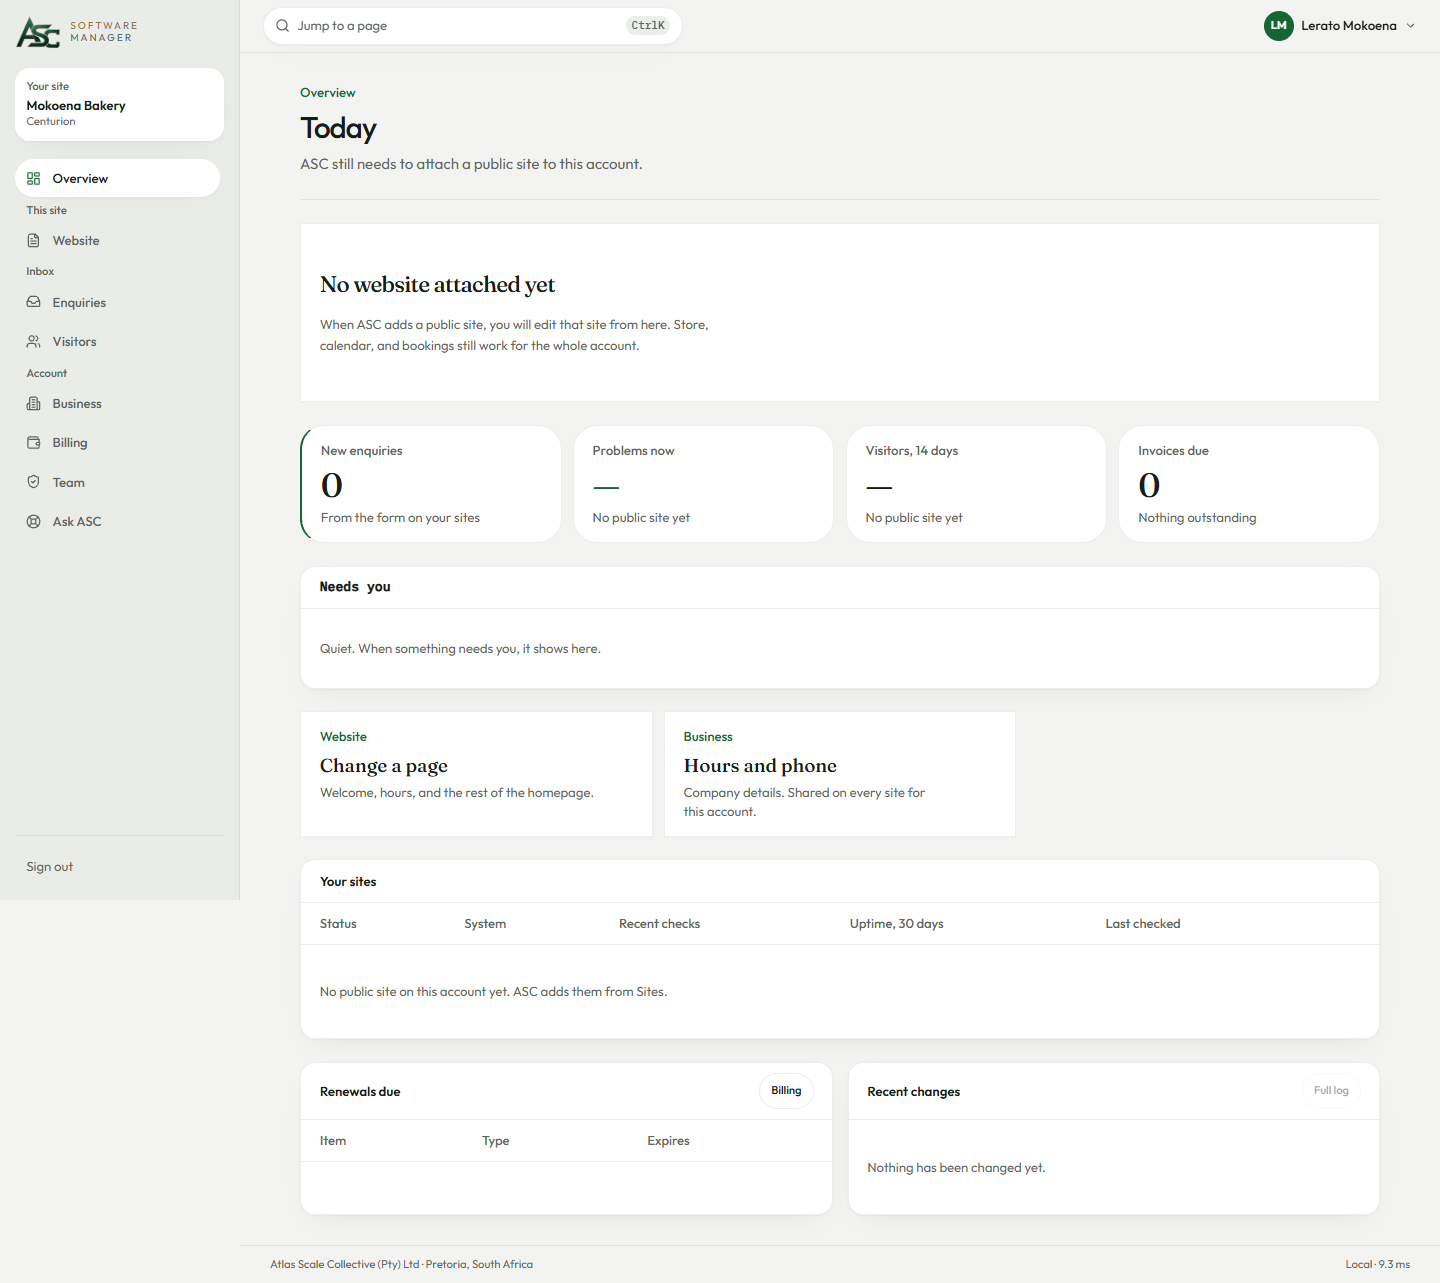 ASC SOFTWARE
MANAGER
Jump to a page
CtrlK
LM
Lerato Mokoena
Your site
Mokoena Bakery
Centurion
Overview
This site
Website
Inbox
Enquiries
Visitors
Account
Business
Billing
Team
Ask ASC
Sign out
Overview
Today
ASC still needs to attach a public site to this account.
No website attached yet
When ASC adds a public site, you will edit that site from here. Store,
calendar, and bookings still work for the whole account.
New enquiries
0
From the form on your sites
Problems now
—
No public site yet
Visitors, 14 days
—
No public site yet
Invoices due
0
Nothing outstanding
Needs you
Quiet. When something needs you, it shows here.
Website
Change a page
Welcome, hours, and the rest of the homepage.
Business
Hours and phone
Company details. Shared on every site for
this account.
Your sites
Status System Recent checks Uptime, 30 days Last checked
No public site on this account yet. ASC adds them from Sites.
Renewals due
Billing
Item Type Expires
Recent changes
Full log
Nothing has been changed yet.
Atlas Scale Collective (Pty) Ltd · Pretoria, South Africa
Local · 9.3 ms